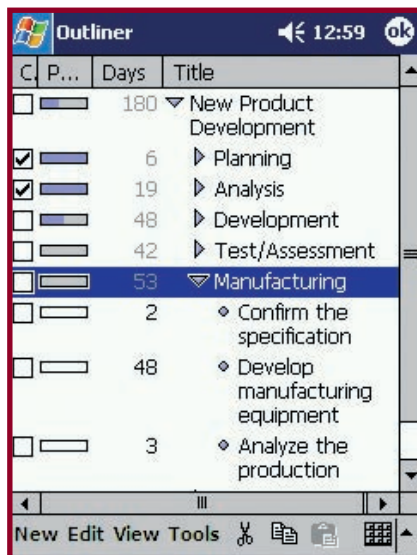 Outliner 12:59 ok
C. P... Days Title
180 New Product
Development
6 Planning
19 Analysis
48 Development
42 Test/Assessment
53 Manufacturing
2 Confirm the
specification
48 Develop
manufacturing
equipment
3 Analyze the
production
New Edit View Tools